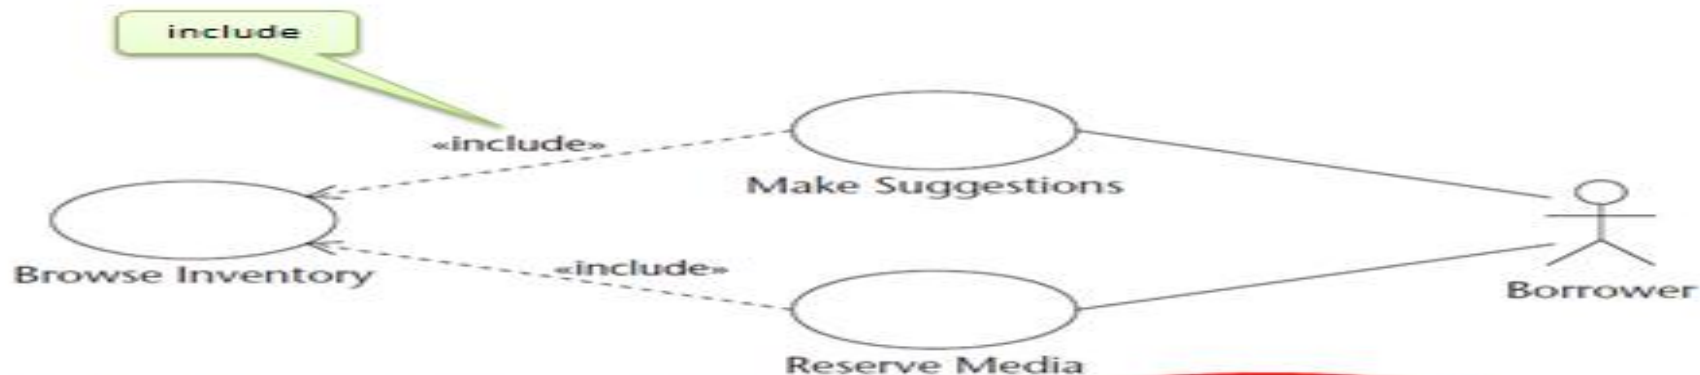 include
«include»
Make Suggestions
Browse Inventory
«include»
Borrower
Reserve Media